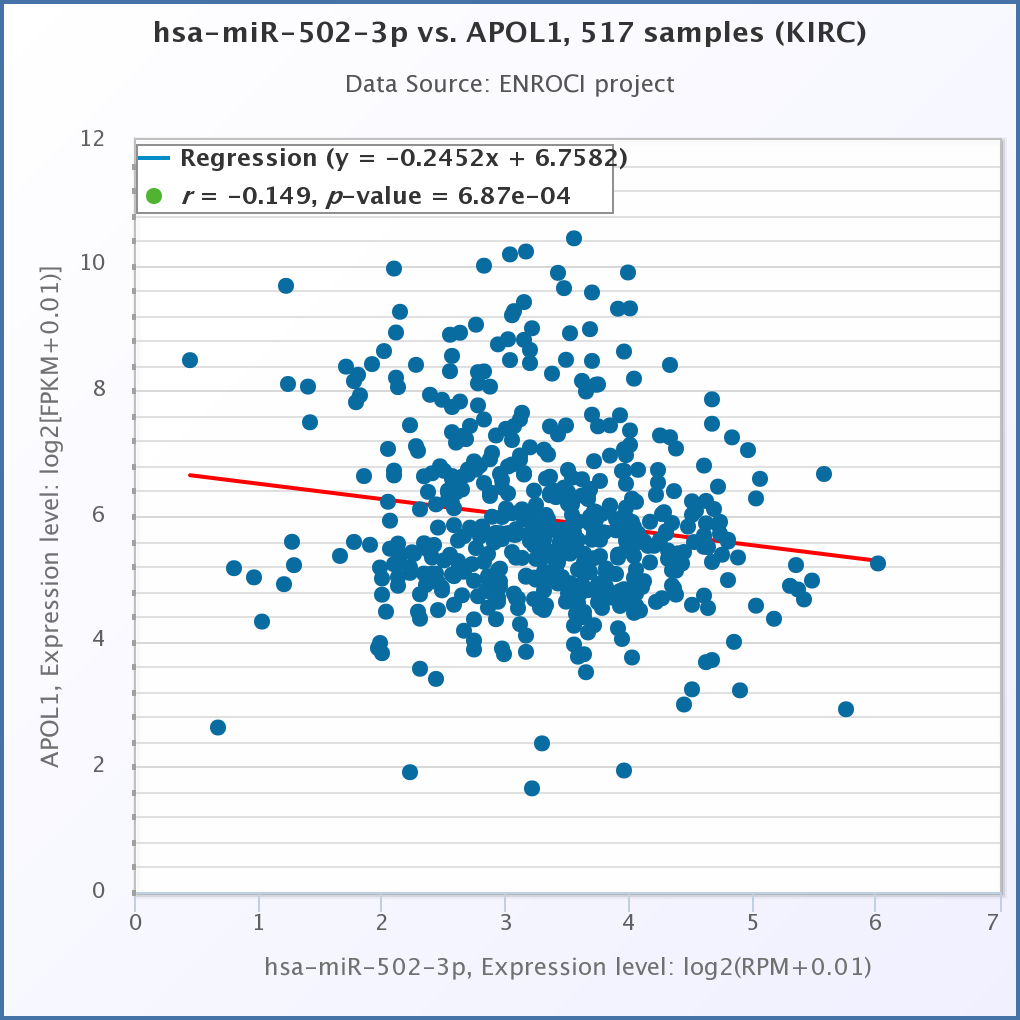 hsa-miR-502-3p vs. APOL1, 517 samples (KIRC)
Data Source: ENROCI project
Regression (y = -0.2452x + 6.7582)
r = -0.149, p-value = 6.87e-04
12
10
8
6
4
2
0
APOL1, Expression level: log2[FPKM+0.01)]
0 1 2 3 4 5 6 7
hsa-miR-502-3p, Expression level: log2(RPM+0.01)